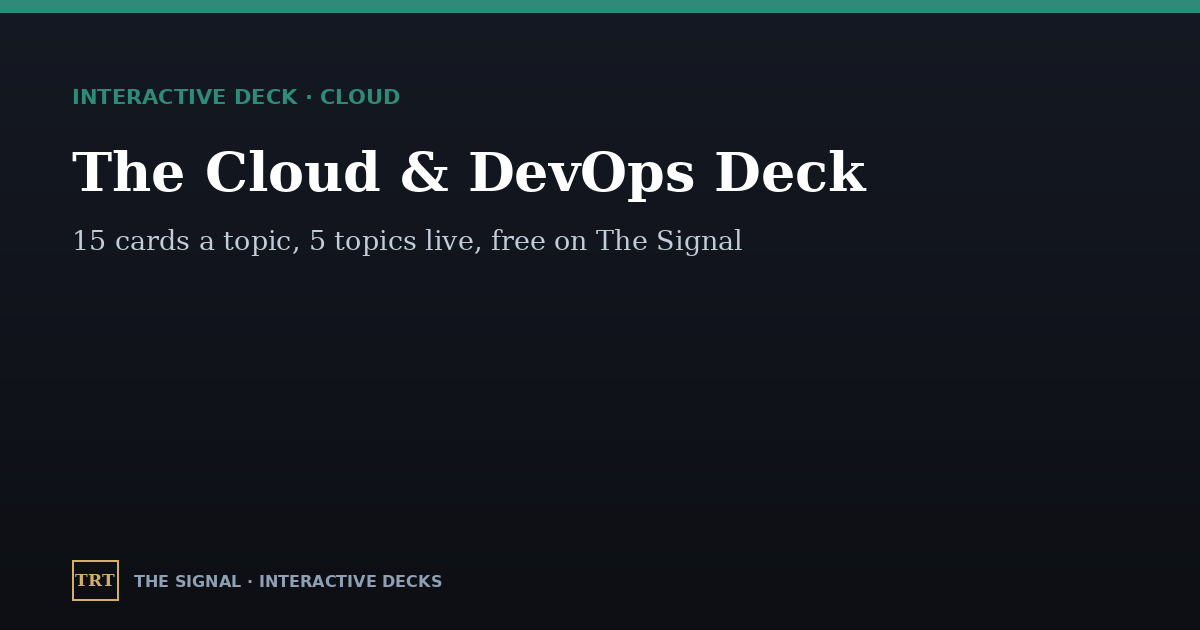 INTERACTIVE DECK · CLOUD
The Cloud & DevOps Deck
15 cards a topic, 5 topics live, free on The Signal
TRT THE SIGNAL · INTERACTIVE DECKS